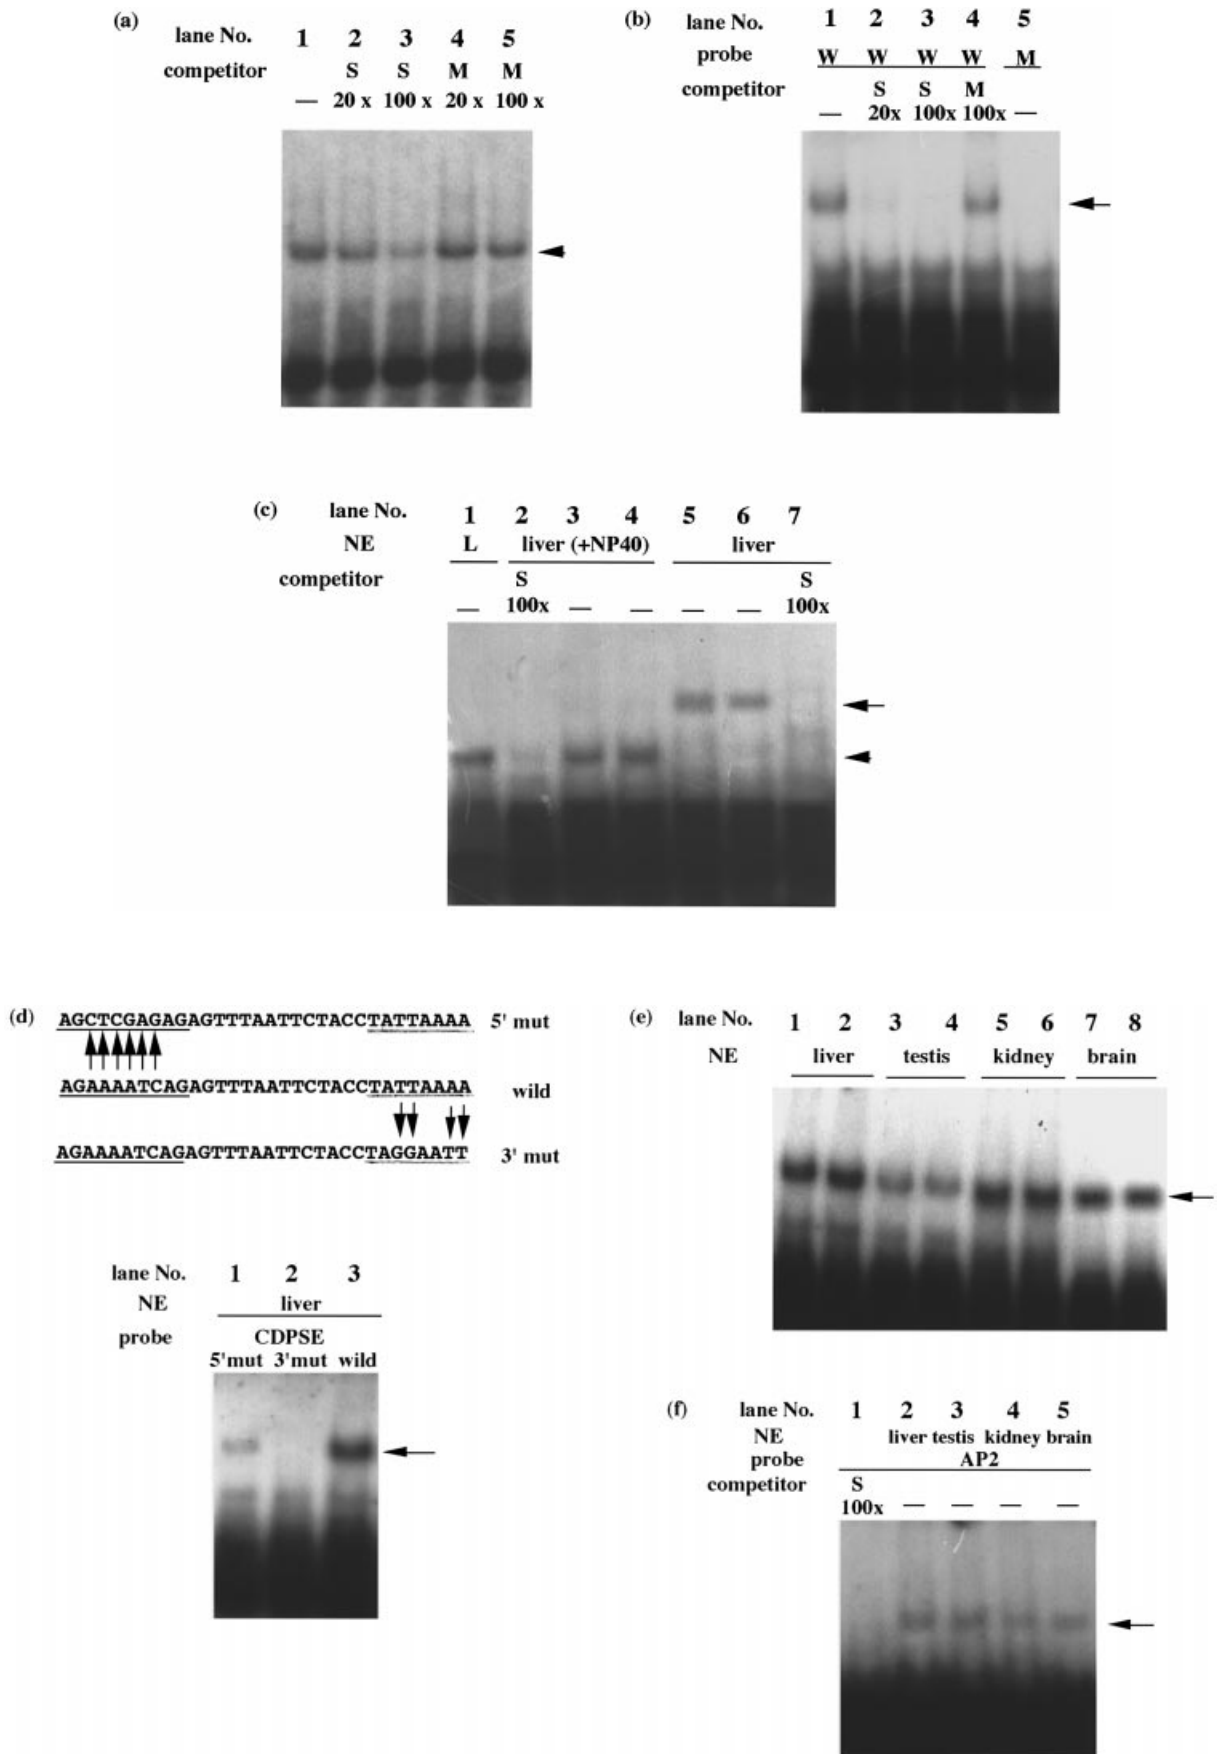 (a) lane No. 1 2 3 4 5
competitor S S M M
— 20 x 100 x 20 x 100 x
(b) lane No. 1 2 3 4 5
probe W W W W M
competitor S S M
— 20x 100x 100x —
(c) lane No. 1 2 3 4 5 6 7
NE L liver (+NP40) liver
competitor S S
— 100x — — — — 100x
(d) AGCTCGAGAGAGTTTAATTCTACCTATTAAAA 5' mut
AGAAAATCAGAGTTTAATTCTACCTATTAAAA wild
AGAAAATCAGAGTTTAATTCTACCTAGGAATT 3' mut
lane No. 1 2 3
NE liver
probe CDPSE
5'mut 3'mut wild
(e) lane No. 1 2 3 4 5 6 7 8
NE liver testis kidney brain
(f) lane No. 1 2 3 4 5
NE liver testis kidney brain
probe AP2
competitor S
100x — — — —